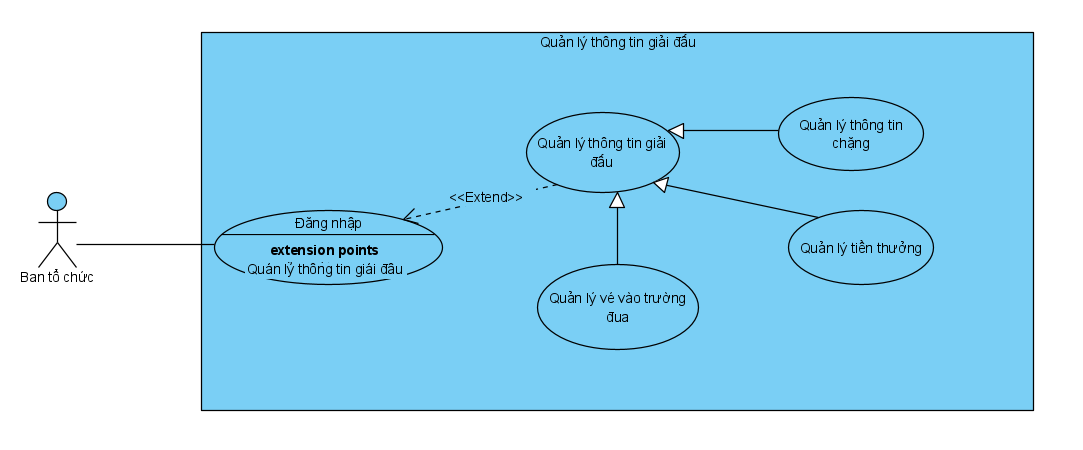 Quản lý thông tin giải đấu
Quản lý thông tin
chặng
Quản lý thông tin giải
đấu
<<Extend>>
Đăng nhập
extension points
Quản lý thông tin giải đấu
Quản lý tiền thưởng
Ban tổ chức
Quản lý vé vào trường
đua